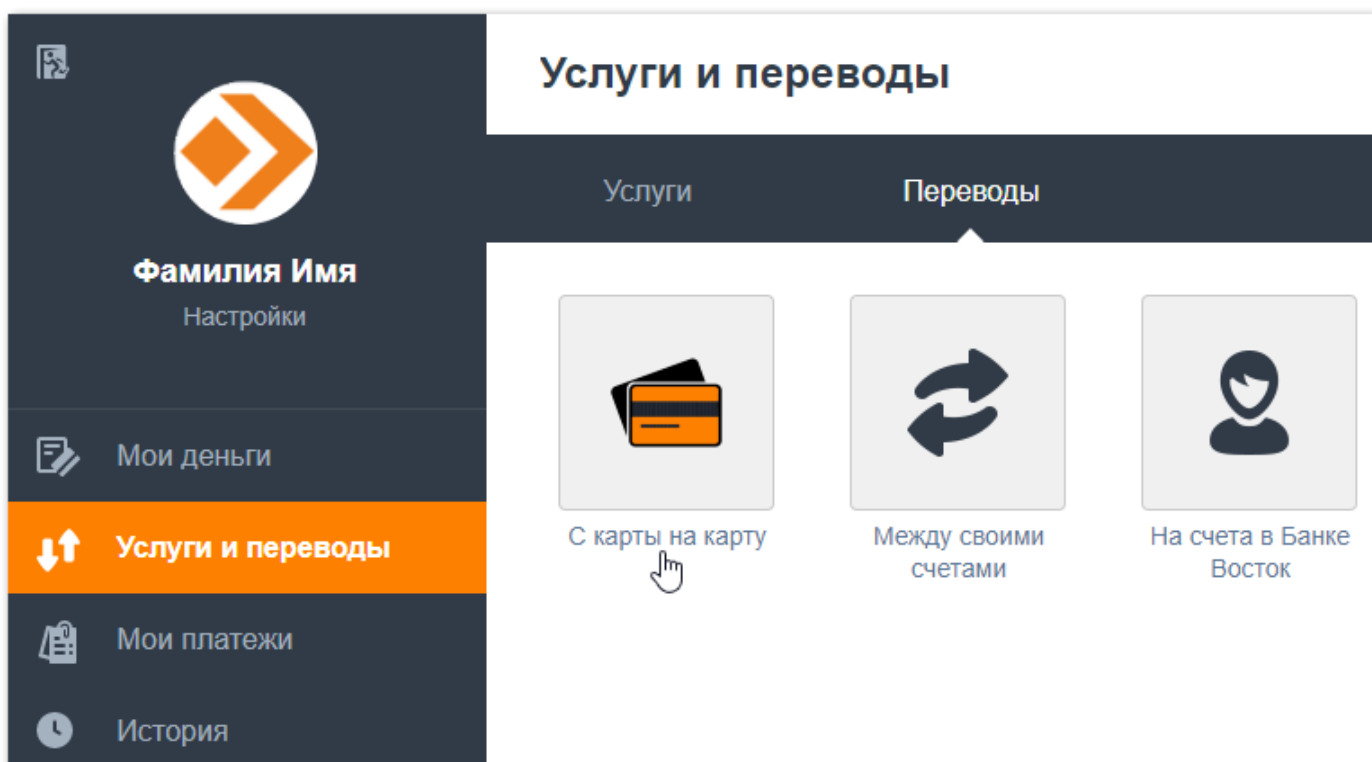 Услуги и переводы
Фамилия Имя
Настройки
Мои деньги
Услуги и переводы
Мои платежи
История
Услуги
Переводы
С карты на карту
Между своими
счетами
На счета в Банке
Восток